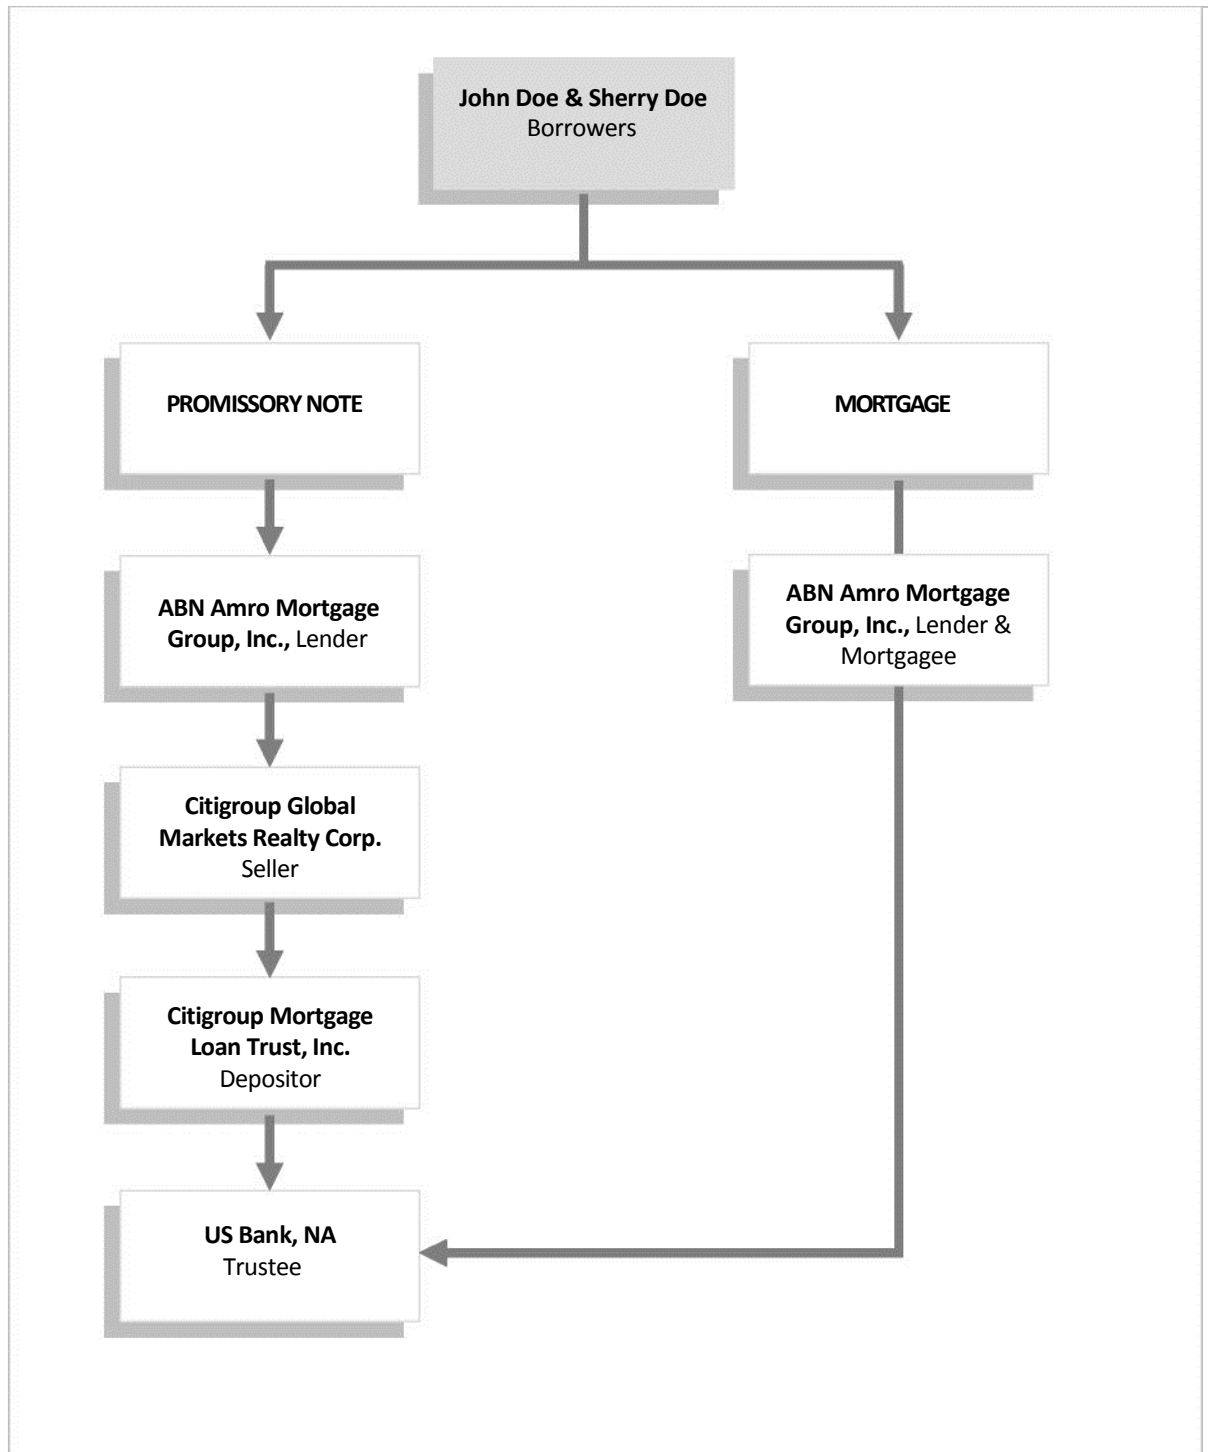 John Doe & Sherry Doe
Borrowers
PROMISSORY NOTE
MORTGAGE
ABN Amro Mortgage
Group, Inc., Lender
ABN Amro Mortgage
Group, Inc., Lender &
Mortgagee
Citigroup Global
Markets Realty Corp.
Seller
Citigroup Mortgage
Loan Trust, Inc.
Depositor
US Bank, NA
Trustee